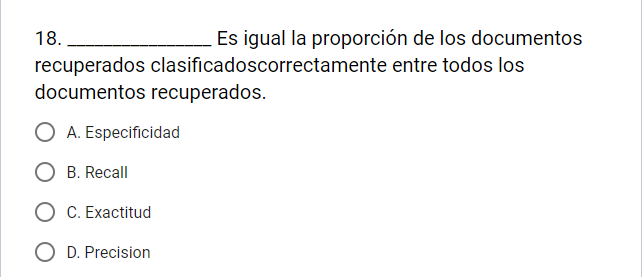 18. ________________ Es igual la proporción de los documentos
recuperados clasificadoscorrectamente entre todos los
documentos recuperados.
A. Especificidad
B. Recall
C. Exactitud
D. Precision